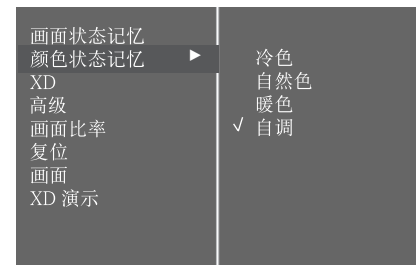 画面状态记忆
颜色状态记忆 ►
XD
高级
画面比率
复位
画面
XD 演示
冷色
自然色
暖色
√ 自调